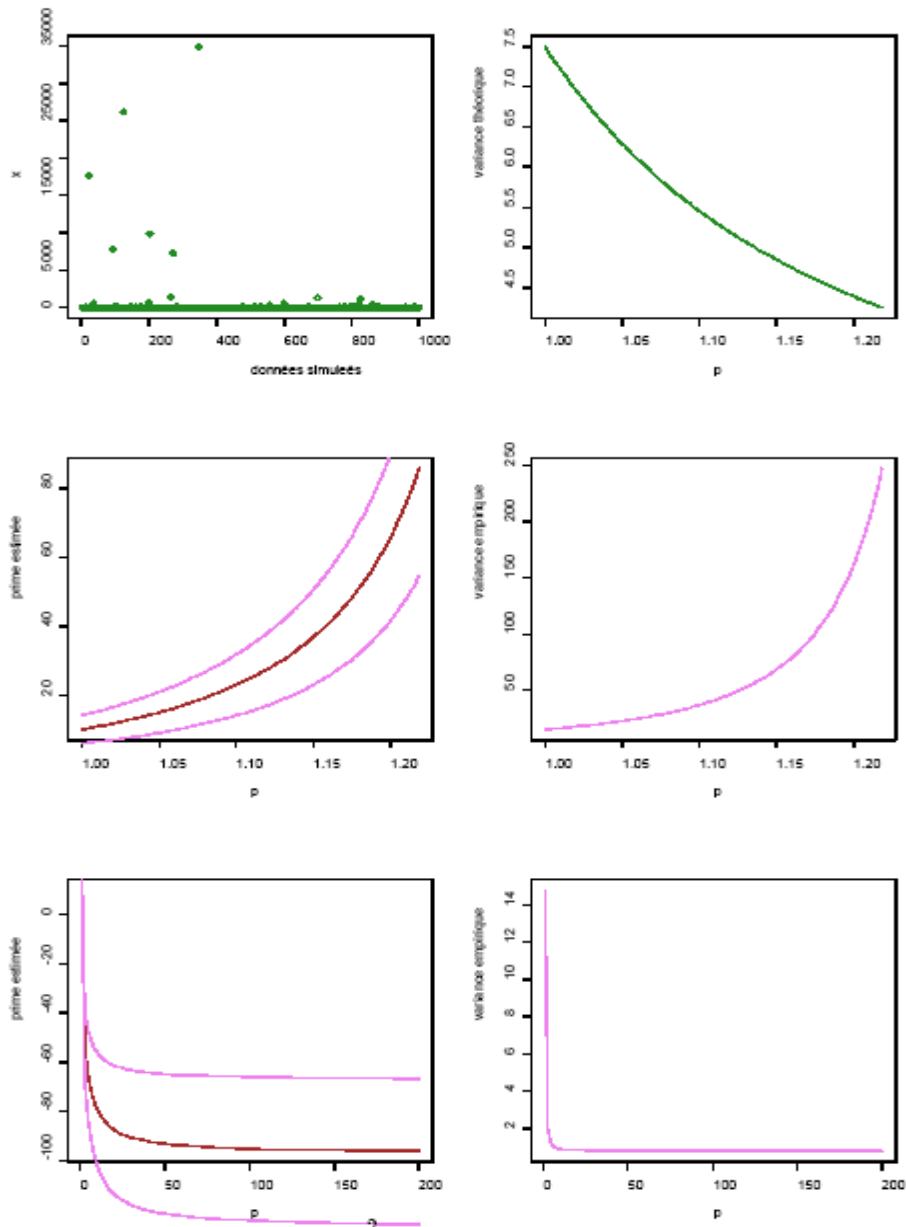 35000
25000
15000
5000
0
x
0 200 400 600 800 1000
données simuleés
7.5
7.0
6.5
6.0
5.5
5.0
4.5
variance théorique
1.00 1.05 1.10 1.15 1.20
p
80
60
40
20
prime estimée
1.00 1.05 1.10 1.15 1.20
p
250
200
150
100
50
variance empirique
1.00 1.05 1.10 1.15 1.20
p
0
-20
-40
-60
-80
-100
prime estimée
0 50 100 150 200
p
14
12
10
8
6
4
2
variance empirique
0 50 100 150 200
p